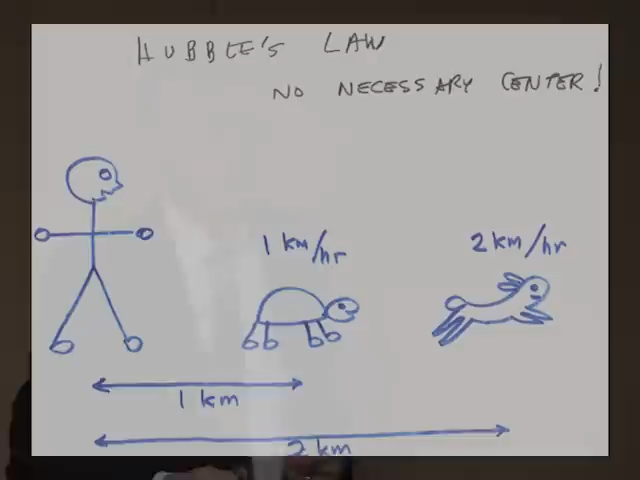 HUBBLE'S LAW
NO NECESSARY CENTER!
1 km/hr
2 km/hr
1 km
2 km